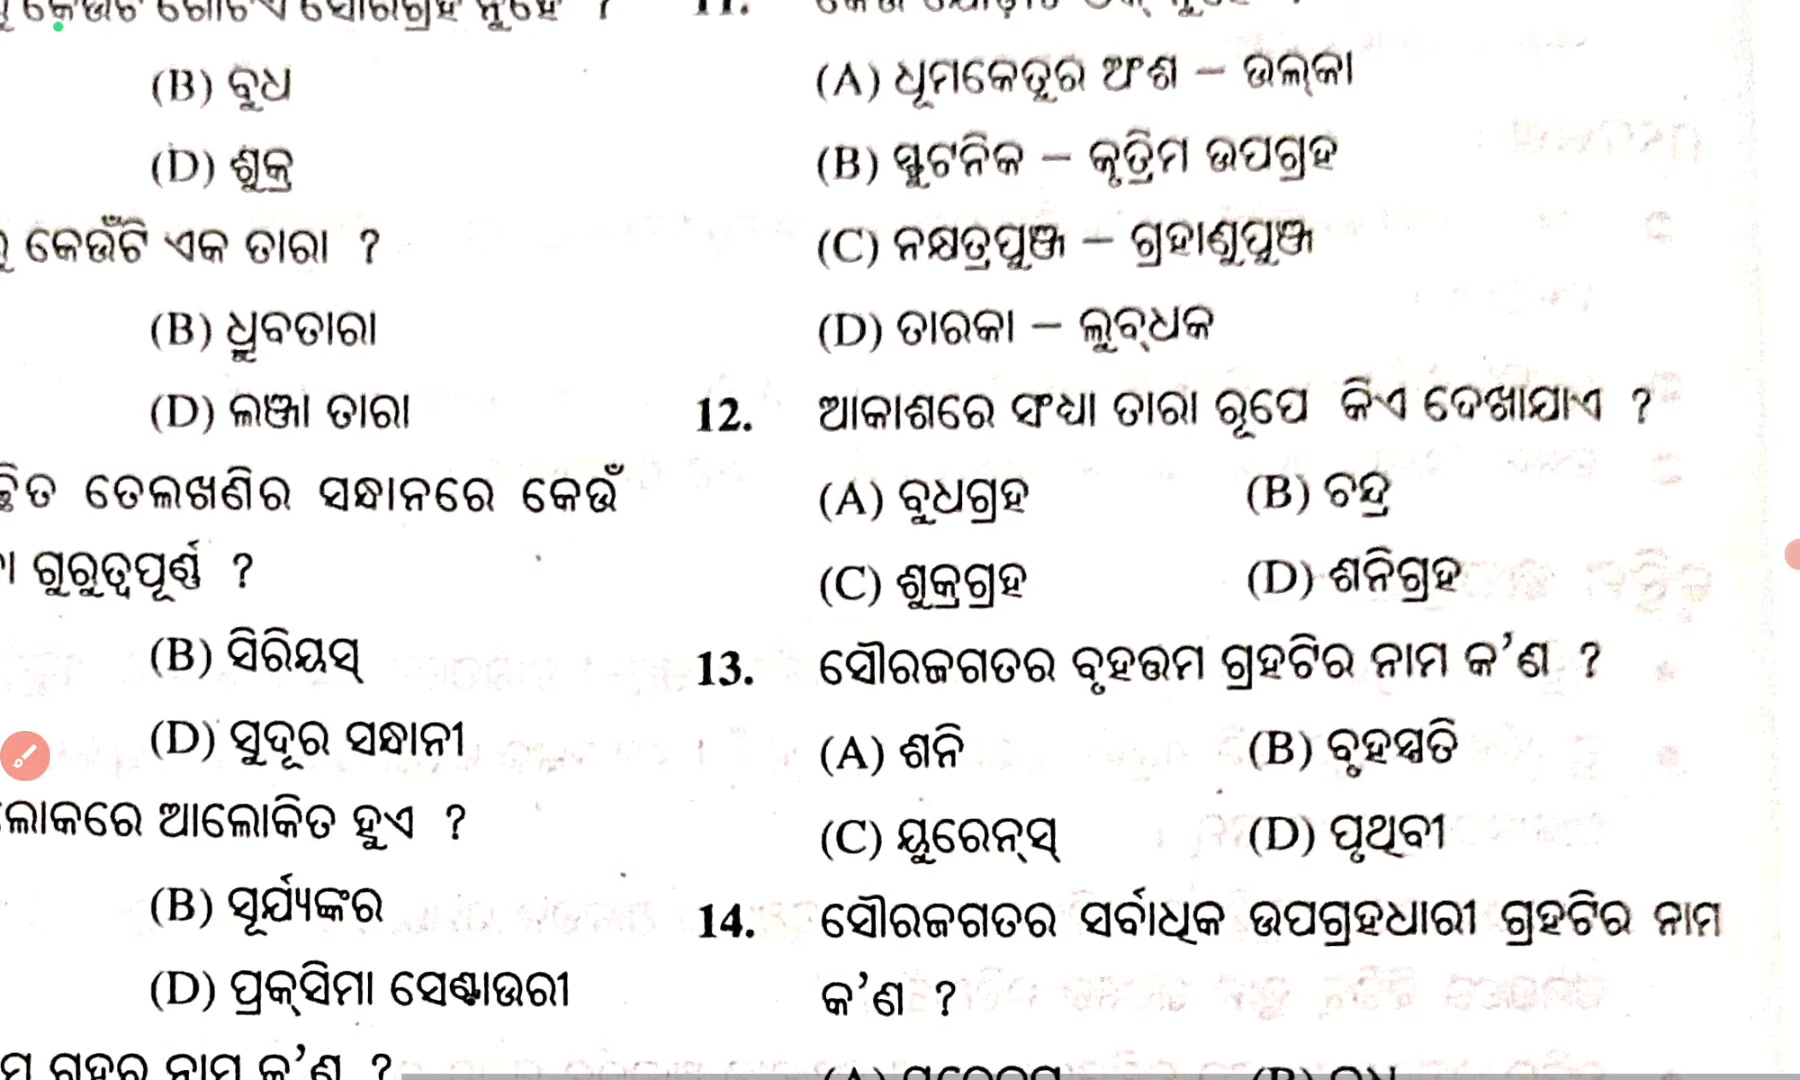 (B) ବୁଧ
(D) ଶୁକ୍ର
କେଉଁଟି ଏକ ତାରା ?
(B) ଧ୍ରୁବତାରା
(D) ଲଞ୍ଜା ତାରା
ତେଲଖଣିର ସନ୍ଧାନରେ କେଉଁ
ଗୁରୁତ୍ୱପୂର୍ଣ୍ଣ ?
(B) ସିରିୟସ୍
(D) ସୁଦୂର ସନ୍ଧାନୀ
ଆଲୋକିତ ହୁଏ ?
(B) ସୂର୍ଯ୍ୟଙ୍କର
(D) ପ୍ରକ୍ସିମା ସେଣ୍ଟାଉରୀ
ଗ୍ରହର ନାମ କ'ଣ ?
11.
(A) ଧୂମକେତୁର ଅଂଶ – ଉଲ୍କା
(B) ସ୍ପୁଟନିକ – କୃତ୍ରିମ ଉପଗ୍ରହ
(C) ନକ୍ଷତ୍ରପୁଞ୍ଜ – ଗ୍ରହାଣୁପୁଞ୍ଜ
(D) ତାରକା – ଲୁବ୍ଧକ
12. ଆକାଶରେ ସଂଧ୍ୟା ତାରା ରୂପେ କିଏ ଦେଖାଯାଏ ?
(A) ବୁଧଗ୍ରହ (B) ଚନ୍ଦ୍ର
(C) ଶୁକ୍ରଗ୍ରହ (D) ଶନିଗ୍ରହ
13. ସୌରଜଗତର ବୃହତ୍ତମ ଗ୍ରହଟିର ନାମ କ'ଣ ?
(A) ଶନି (B) ବୃହସ୍ପତି
(C) ୟୁରେନ୍ସ୍ (D) ପୃଥିବୀ
14. ସୌରଜଗତର ସର୍ବାଧିକ ଉପଗ୍ରହଧାରୀ ଗ୍ରହଟିର ନାମ
କ'ଣ ?